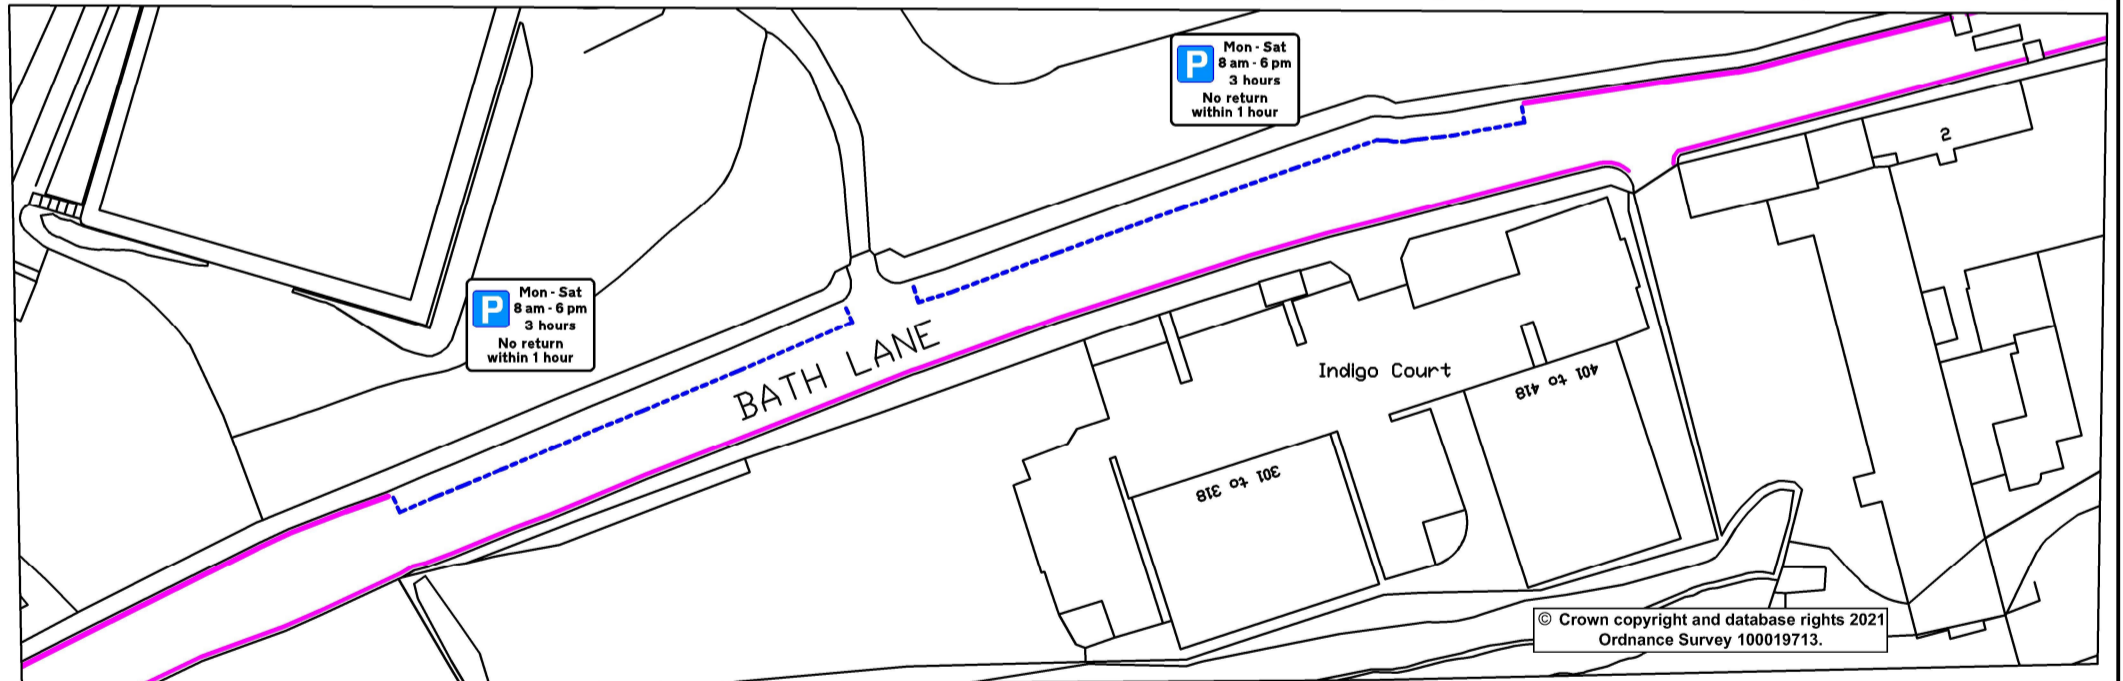 P
Mon - Sat
8 am - 6 pm
3 hours
No return
within 1 hour
2
P
Mon - Sat
8 am - 6 pm
3 hours
No return
within 1 hour
BATH LANE
Indigo Court
401 to 418
301 to 318
© Crown copyright and database rights 2021
Ordnance Survey 100019713.